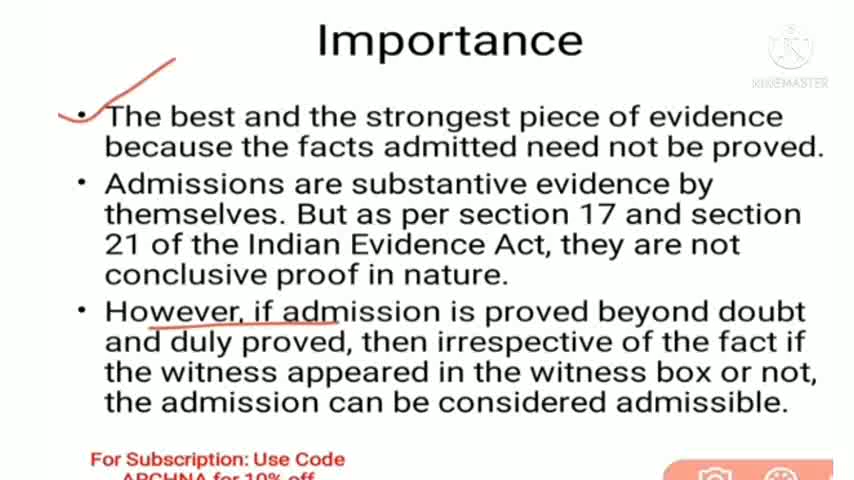 Importance
KINEMASTER
• The best and the strongest piece of evidence
because the facts admitted need not be proved.
• Admissions are substantive evidence by
themselves. But as per section 17 and section
21 of the Indian Evidence Act, they are not
conclusive proof in nature.
• However, if admission is proved beyond doubt
and duly proved, then irrespective of the fact if
the witness appeared in the witness box or not,
the admission can be considered admissible.
For Subscription: Use Code
ARCHNA for 10% off